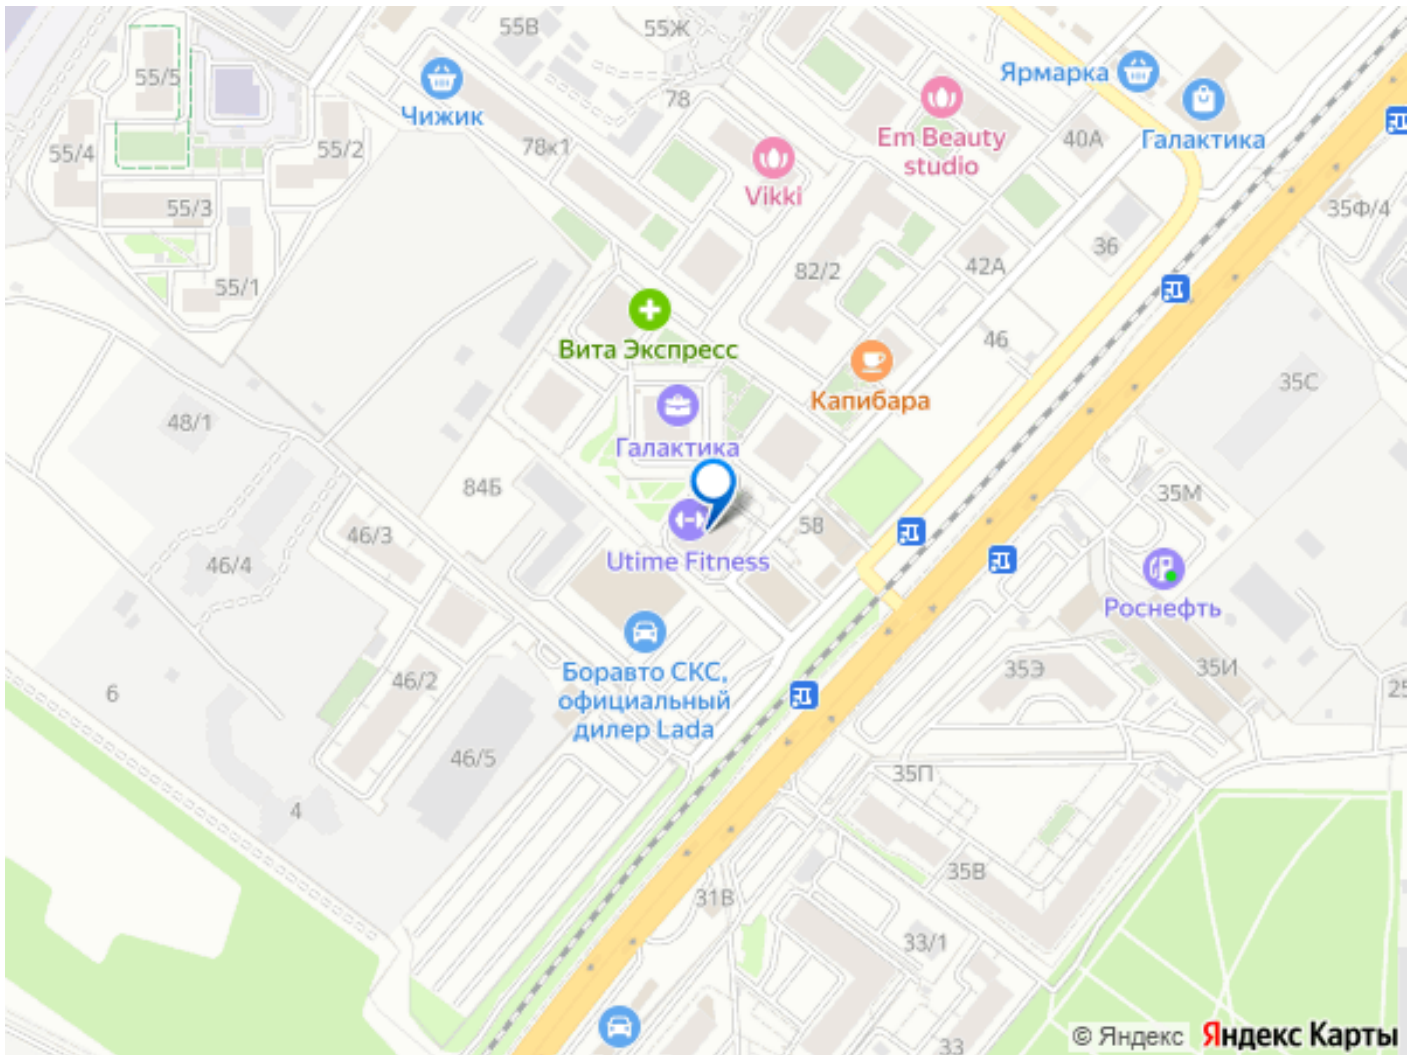 55В
55Ж
55/5
Чижик
78
Ярмарка
Галактика
Em Beauty
studio
40А
55/4
55/2
78к1
Vikki
55/3
35Ф/4
36
42А
82/2
55/1
46
Вита Экспресс
Капибара
35С
48/1
Галактика
84Б
35М
58
46/3
Utime Fitness
46/4
Роснефть
35Э
35И
Боравто СКС,
официальный
дилер Lada
46/2
6
25
46/5
35П
4
35В
31В
33/1
33
© Яндекс
Яндекс Карты